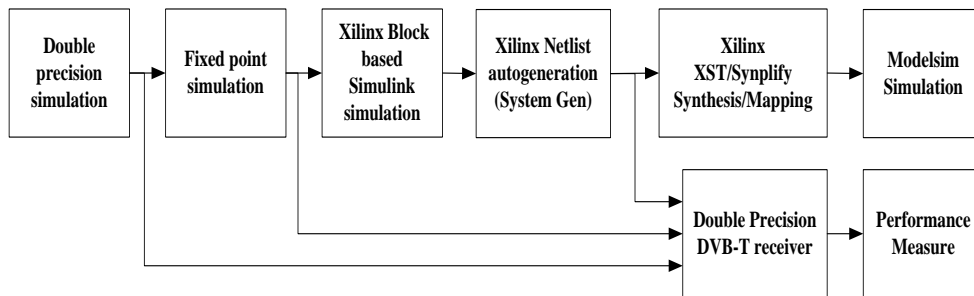 Double
precision
simulation
Fixed point
simulation
Xilinx Block
based
Simulink
simulation
Xilinx Netlist
autogeneration
(System Gen)
Xilinx
XST/Synplify
Synthesis/Mapping
Modelsim
Simulation
Double Precision
DVB-T receiver
Performance
Measure